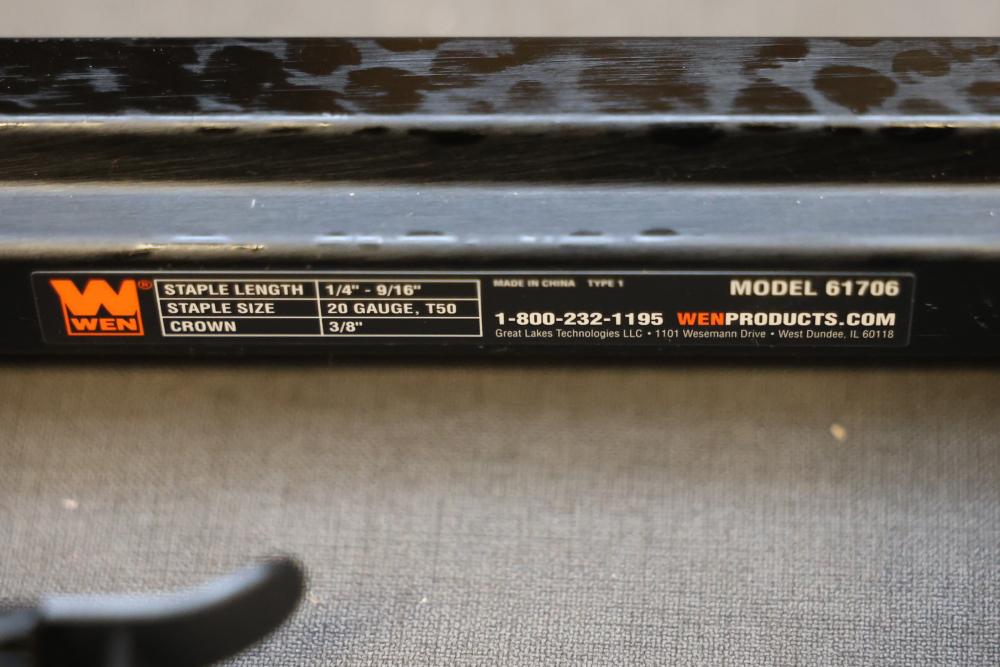 W®
WEN
STAPLE LENGTH 1/4" - 9/16"
STAPLE SIZE 20 GAUGE, T50
CROWN 3/8"
MADE IN CHINA TYPE 1
MODEL 61706
1-800-232-1195 WENPRODUCTS.COM
Great Lakes Technologies LLC • 1101 Wesemann Drive • West Dundee, IL 60118